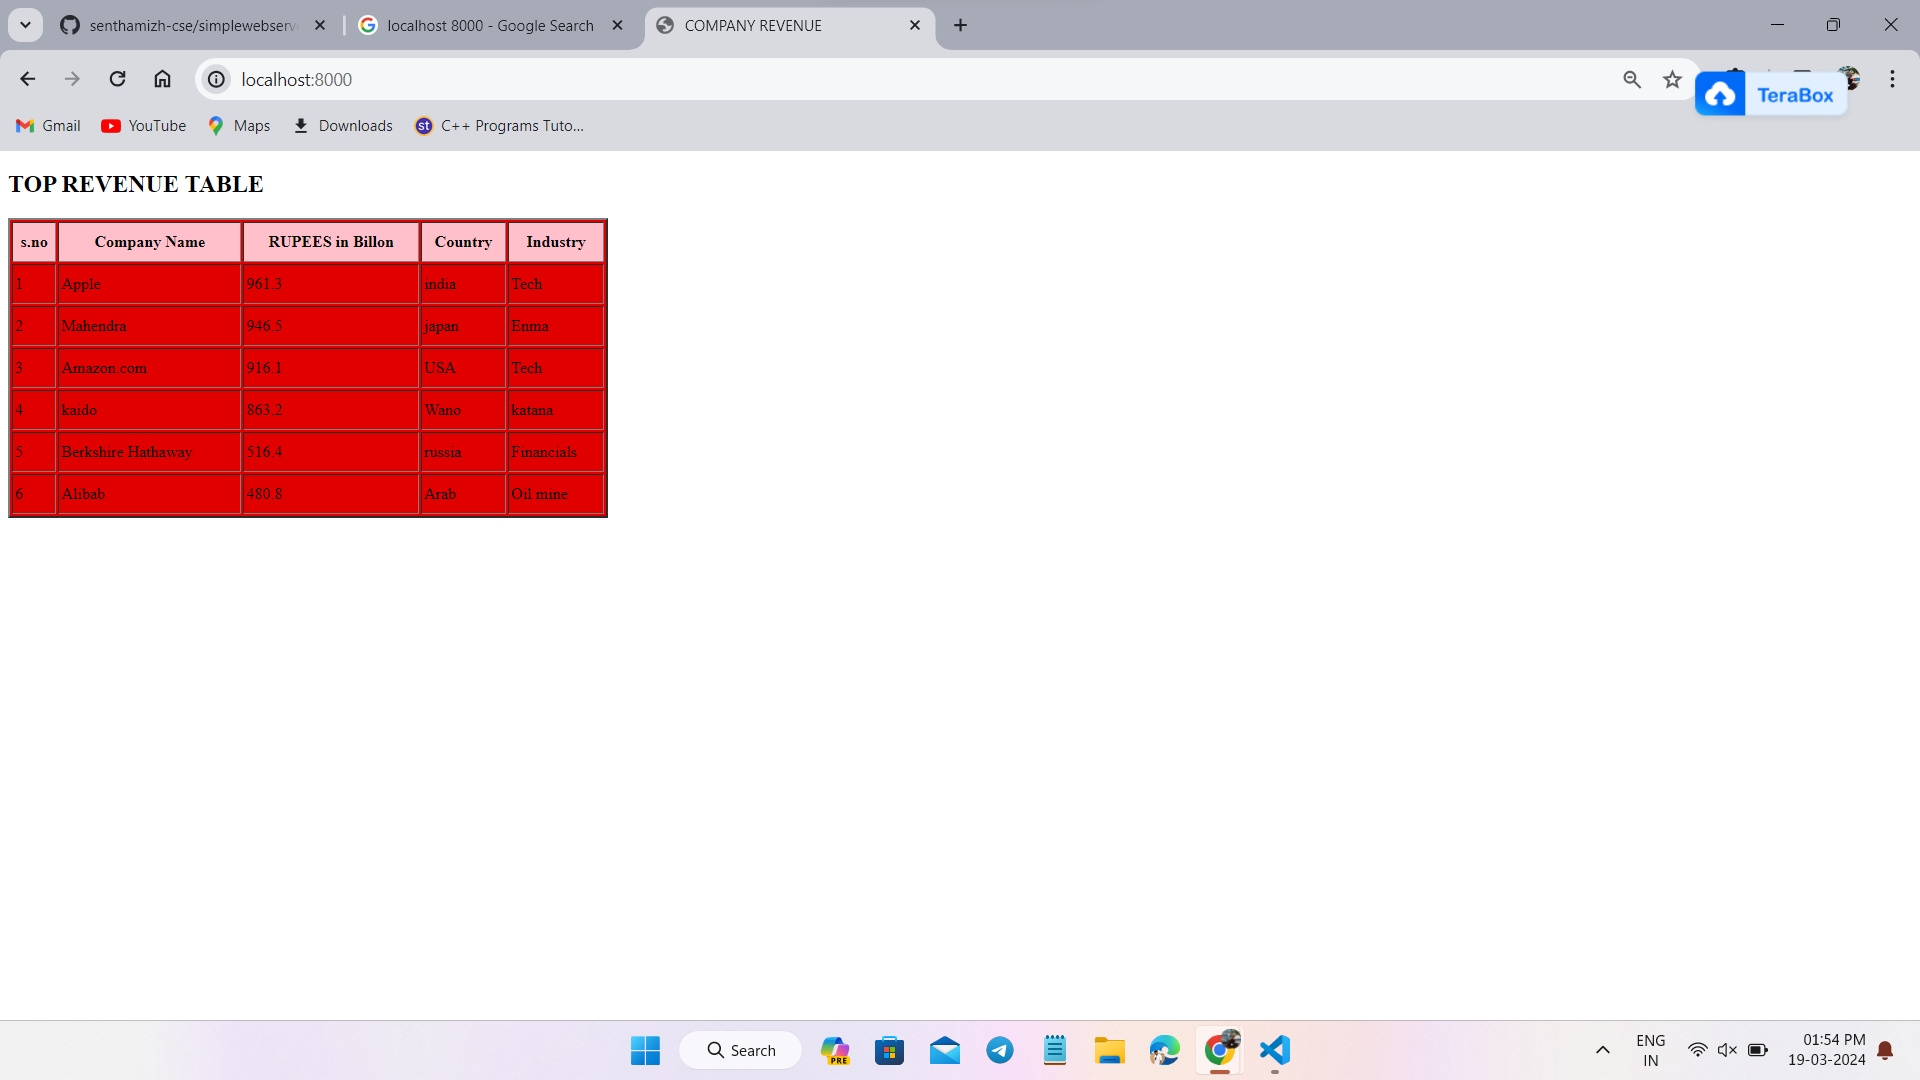 senthamizh-cse/simplewebserv
localhost 8000 - Google Search
COMPANY REVENUE
localhost:8000
TeraBox
Gmail
YouTube
Maps
Downloads
st
C++ Programs Tuto...
TOP REVENUE TABLE
s.no Company Name RUPEES in Billon Country Industry
1 Apple 961.3 india Tech
2 Mahendra 946.5 japan Enma
3 Amazon.com 916.1 USA Tech
4 kaido 863.2 Wano katana
5 Berkshire Hathaway 516.4 russia Financials
6 Alibab 480.8 Arab Oil mine
Search
PRE
ENG
IN
01:54 PM
19-03-2024